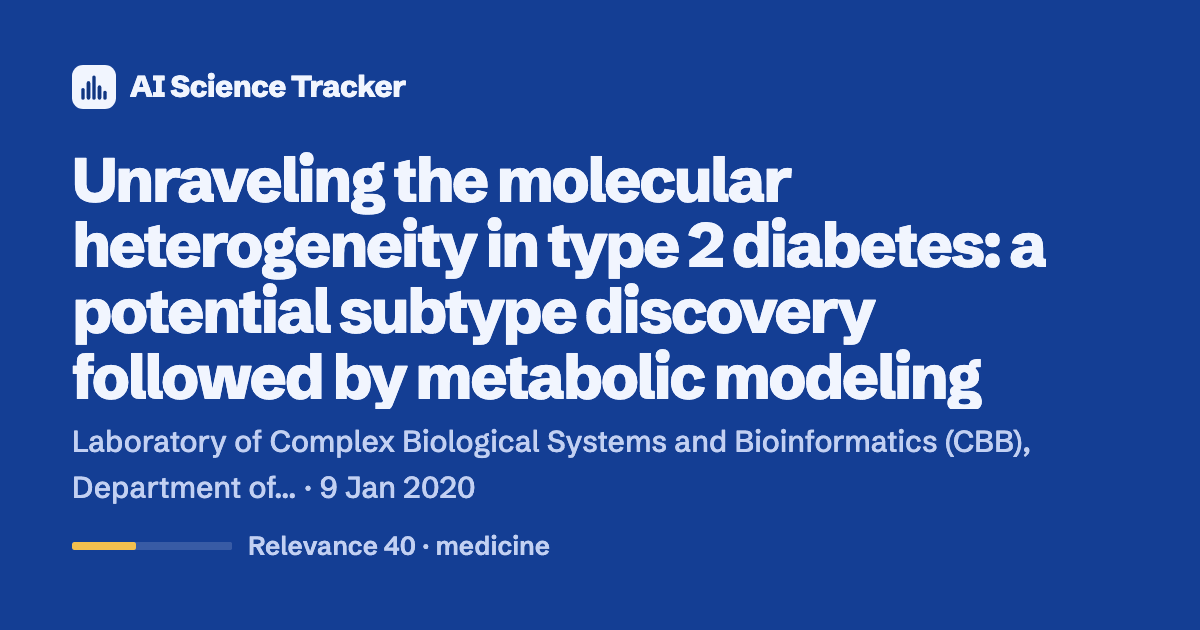 AI Science Tracker
Unraveling the molecular
heterogeneity in type 2 diabetes: a
potential subtype discovery
followed by metabolic modeling
Laboratory of Complex Biological Systems and Bioinformatics (CBB),
Department of... · 9 Jan 2020
Relevance 40 · medicine